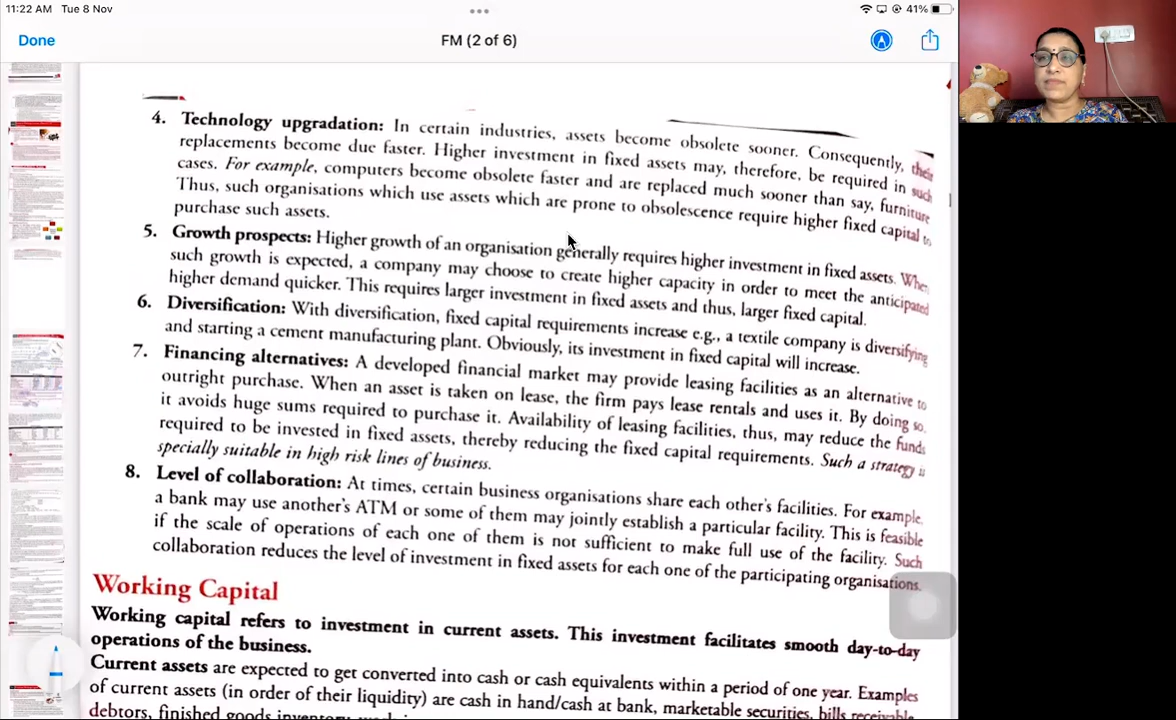 11:22 AM Tue 8 Nov
41%
Done
FM (2 of 6)
4. Technology upgradation: In certain industries, assets become obsolete sooner. Consequently, their
replacements become due faster. Higher investment in fixed assets may, therefore, be required in such
cases. For example, computers become obsolete faster and are replaced much sooner than say, furniture
Thus, such organisations which use assets which are prone to obsolescence require higher fixed capital to
purchase such assets.
5. Growth prospects: Higher growth of an organisation generally requires higher investment in fixed assets. When
such growth is expected, a company may choose to create higher capacity in order to meet the anticipated
higher demand quicker. This requires larger investment in fixed assets and thus, larger fixed capital.
6. Diversification: With diversification, fixed capital requirements increase e.g., a textile company is diversifying
and starting a cement manufacturing plant. Obviously, its investment in fixed capital will increase.
7. Financing alternatives: A developed financial market may provide leasing facilities as an alternative to
outright purchase. When an asset is taken on lease, the firm pays lease rentals and uses it. By doing so.
it avoids huge sums required to purchase it. Availability of leasing facilities, thus, may reduce the funds
required to be invested in fixed assets, thereby reducing the fixed capital requirements. Such a strategy is
specially suitable in high risk lines of business.
8. Level of collaboration: At times, certain business organisations share each other's facilities. For example.
a bank may use another's ATM or some of them may jointly establish a particular facility. This is feasible
if the scale of operations of each one of them is not sufficient to make full use of the facility. Such
collaboration reduces the level of investment in fixed assets for each one of the participating organisations.
Working Capital
Working capital refers to investment in current assets. This investment facilitates smooth day-to-day
operations of the business.
Current assets are expected to get converted into cash or cash equivalents within a period of one year. Examples
of current assets (in order of their liquidity) are cash in hand/cash at bank, marketable securities, bills receivable
debtors, finished goods